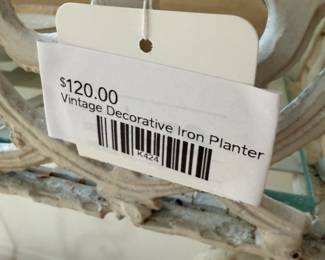 $120.00
Vintage Decorative Iron Planter
K424